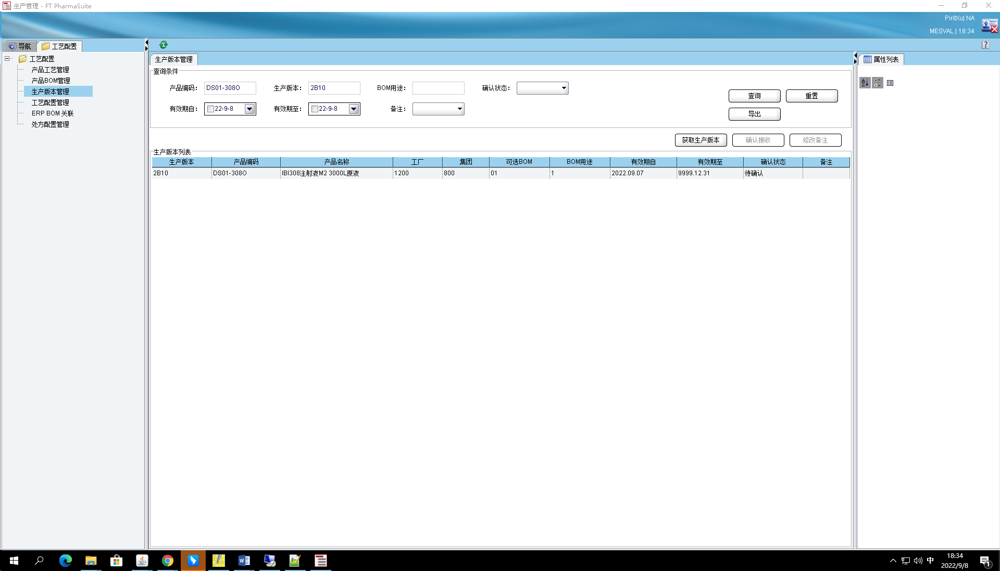 生产管理 - FT PharmaSuite
PiritXu| NA
MESVAL | 18:34
导航
工艺配置
工艺配置
产品工艺管理
产品BOM管理
生产版本管理
工艺配置管理
ERP BOM 关联
处方配置管理
生产版本管理
查询条件
产品编码： DS01-308O 生产版本： 2B10 BOM用途： 确认状态：
有效期自： 22-9-8 有效期至： 22-9-8 备注：
查询 重置
导出
获取生产版本 确认接收 修改备注
生产版本列表
生产版本 产品编码 产品名称 工厂 集团 可选BOM BOM用途 有效期自 有效期至 确认状态 备注
2B10 DS01-308O IBI308注射液M2 3000L原液 1200 800 01 1 2022.09.07 9999.12.31 待确认
属性列表
中
18:34
2022/9/8
1